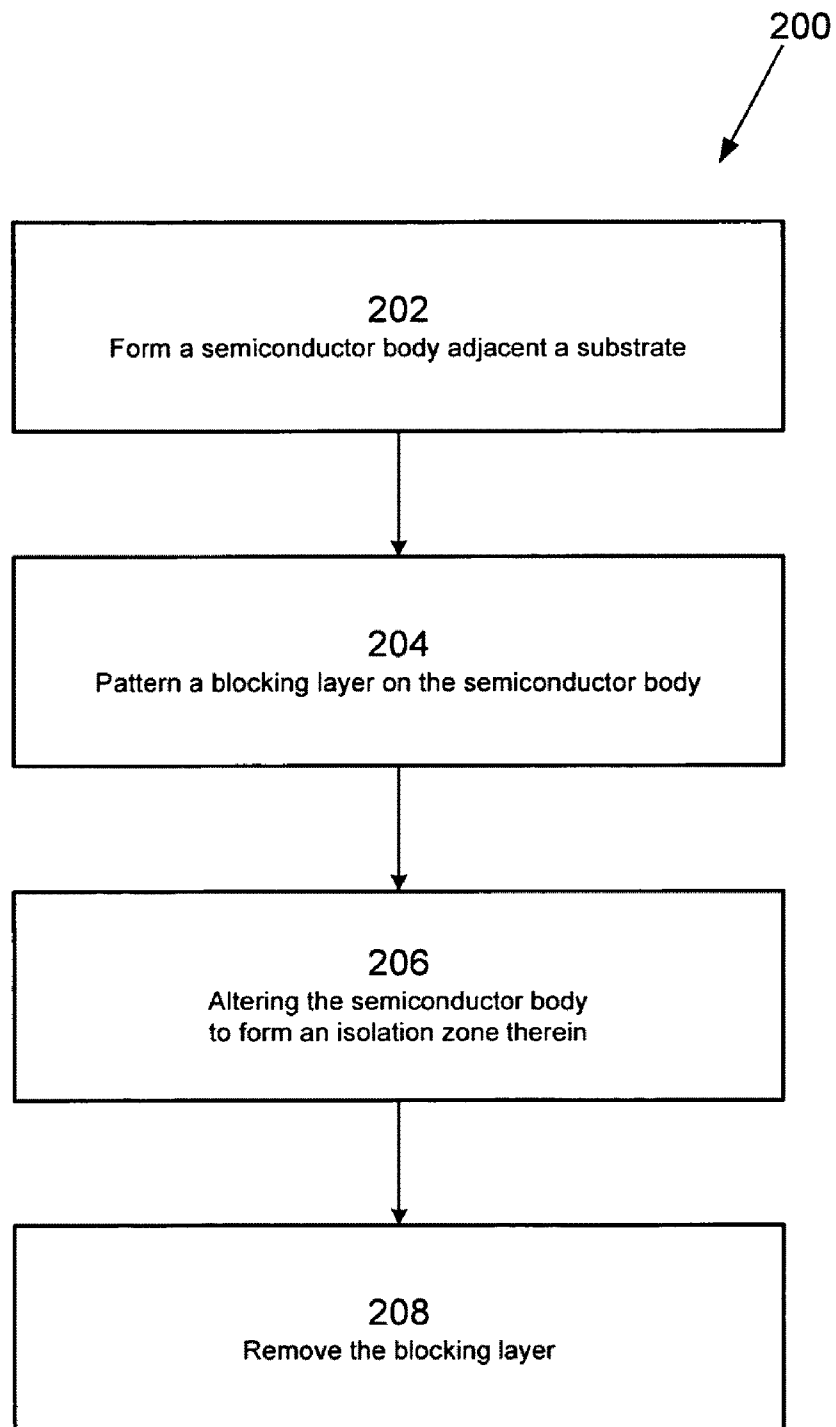 200
202
Form a semiconductor body adjacent a substrate
204
Pattern a blocking layer on the semiconductor body
206
Altering the semiconductor body
to form an isolation zone therein
208
Remove the blocking layer